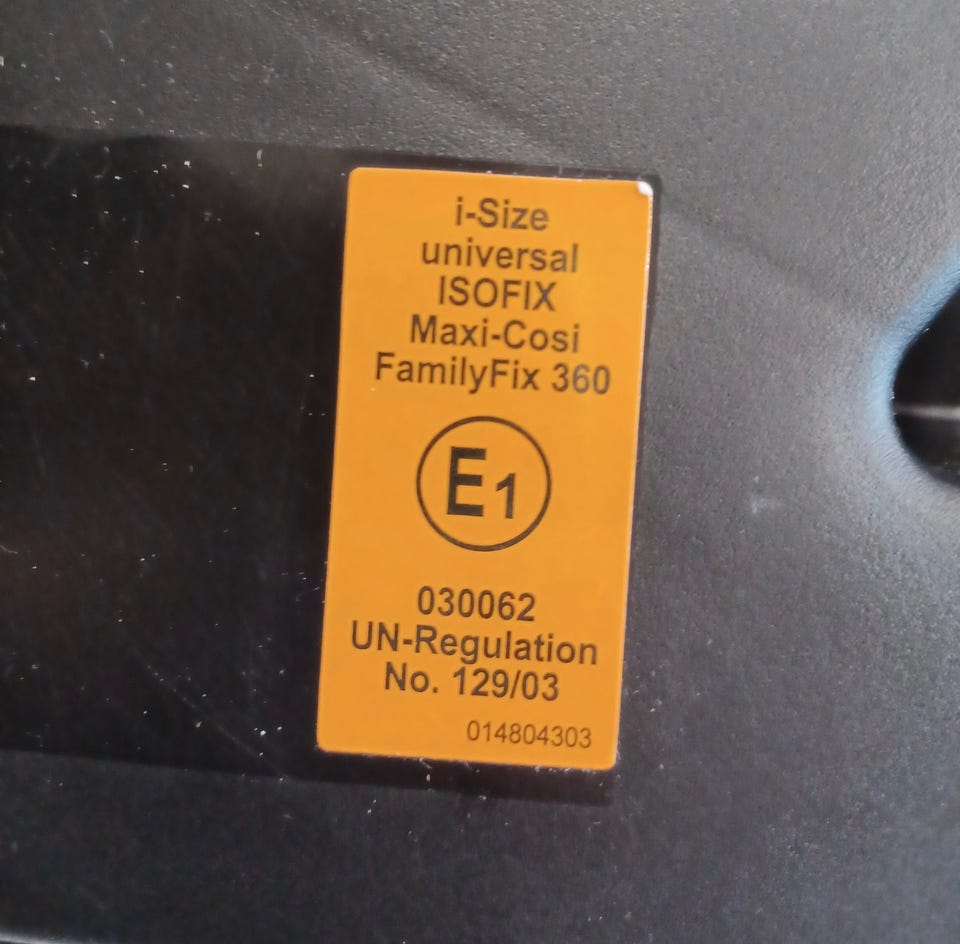 i-Size
universal
ISOFIX
Maxi-Cosi
FamilyFix 360
E1
030062
UN-Regulation
No. 129/03
014804303